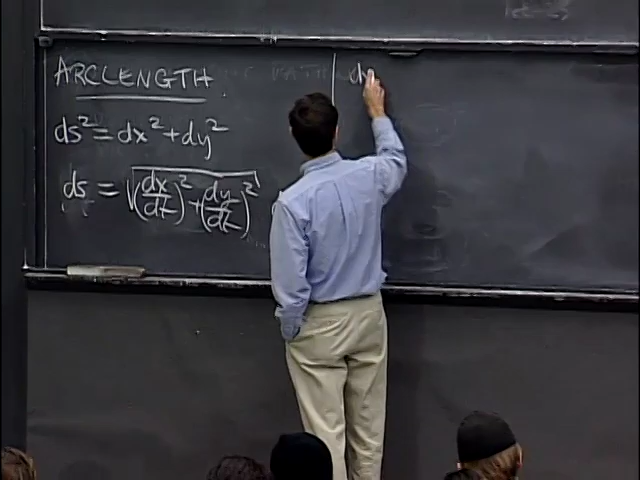 ARCLENGTH
ds² = dx² + dy²
ds = √((dx/dt)² + (dy/dt)²)